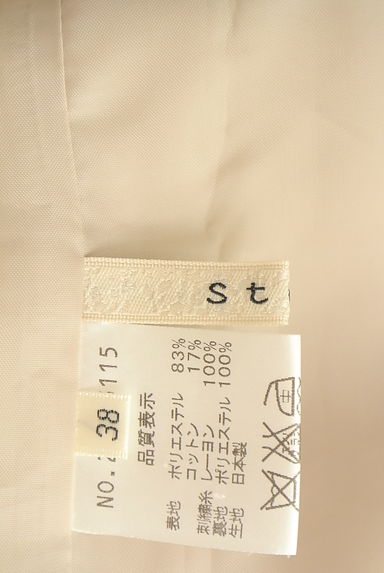 St
NO. 115
38
品質表示
表地 ポリエステル 83%
コットン 17%
刺繍糸 レーヨン 100%
裏地 ポリエステル 100%
生地 日本製